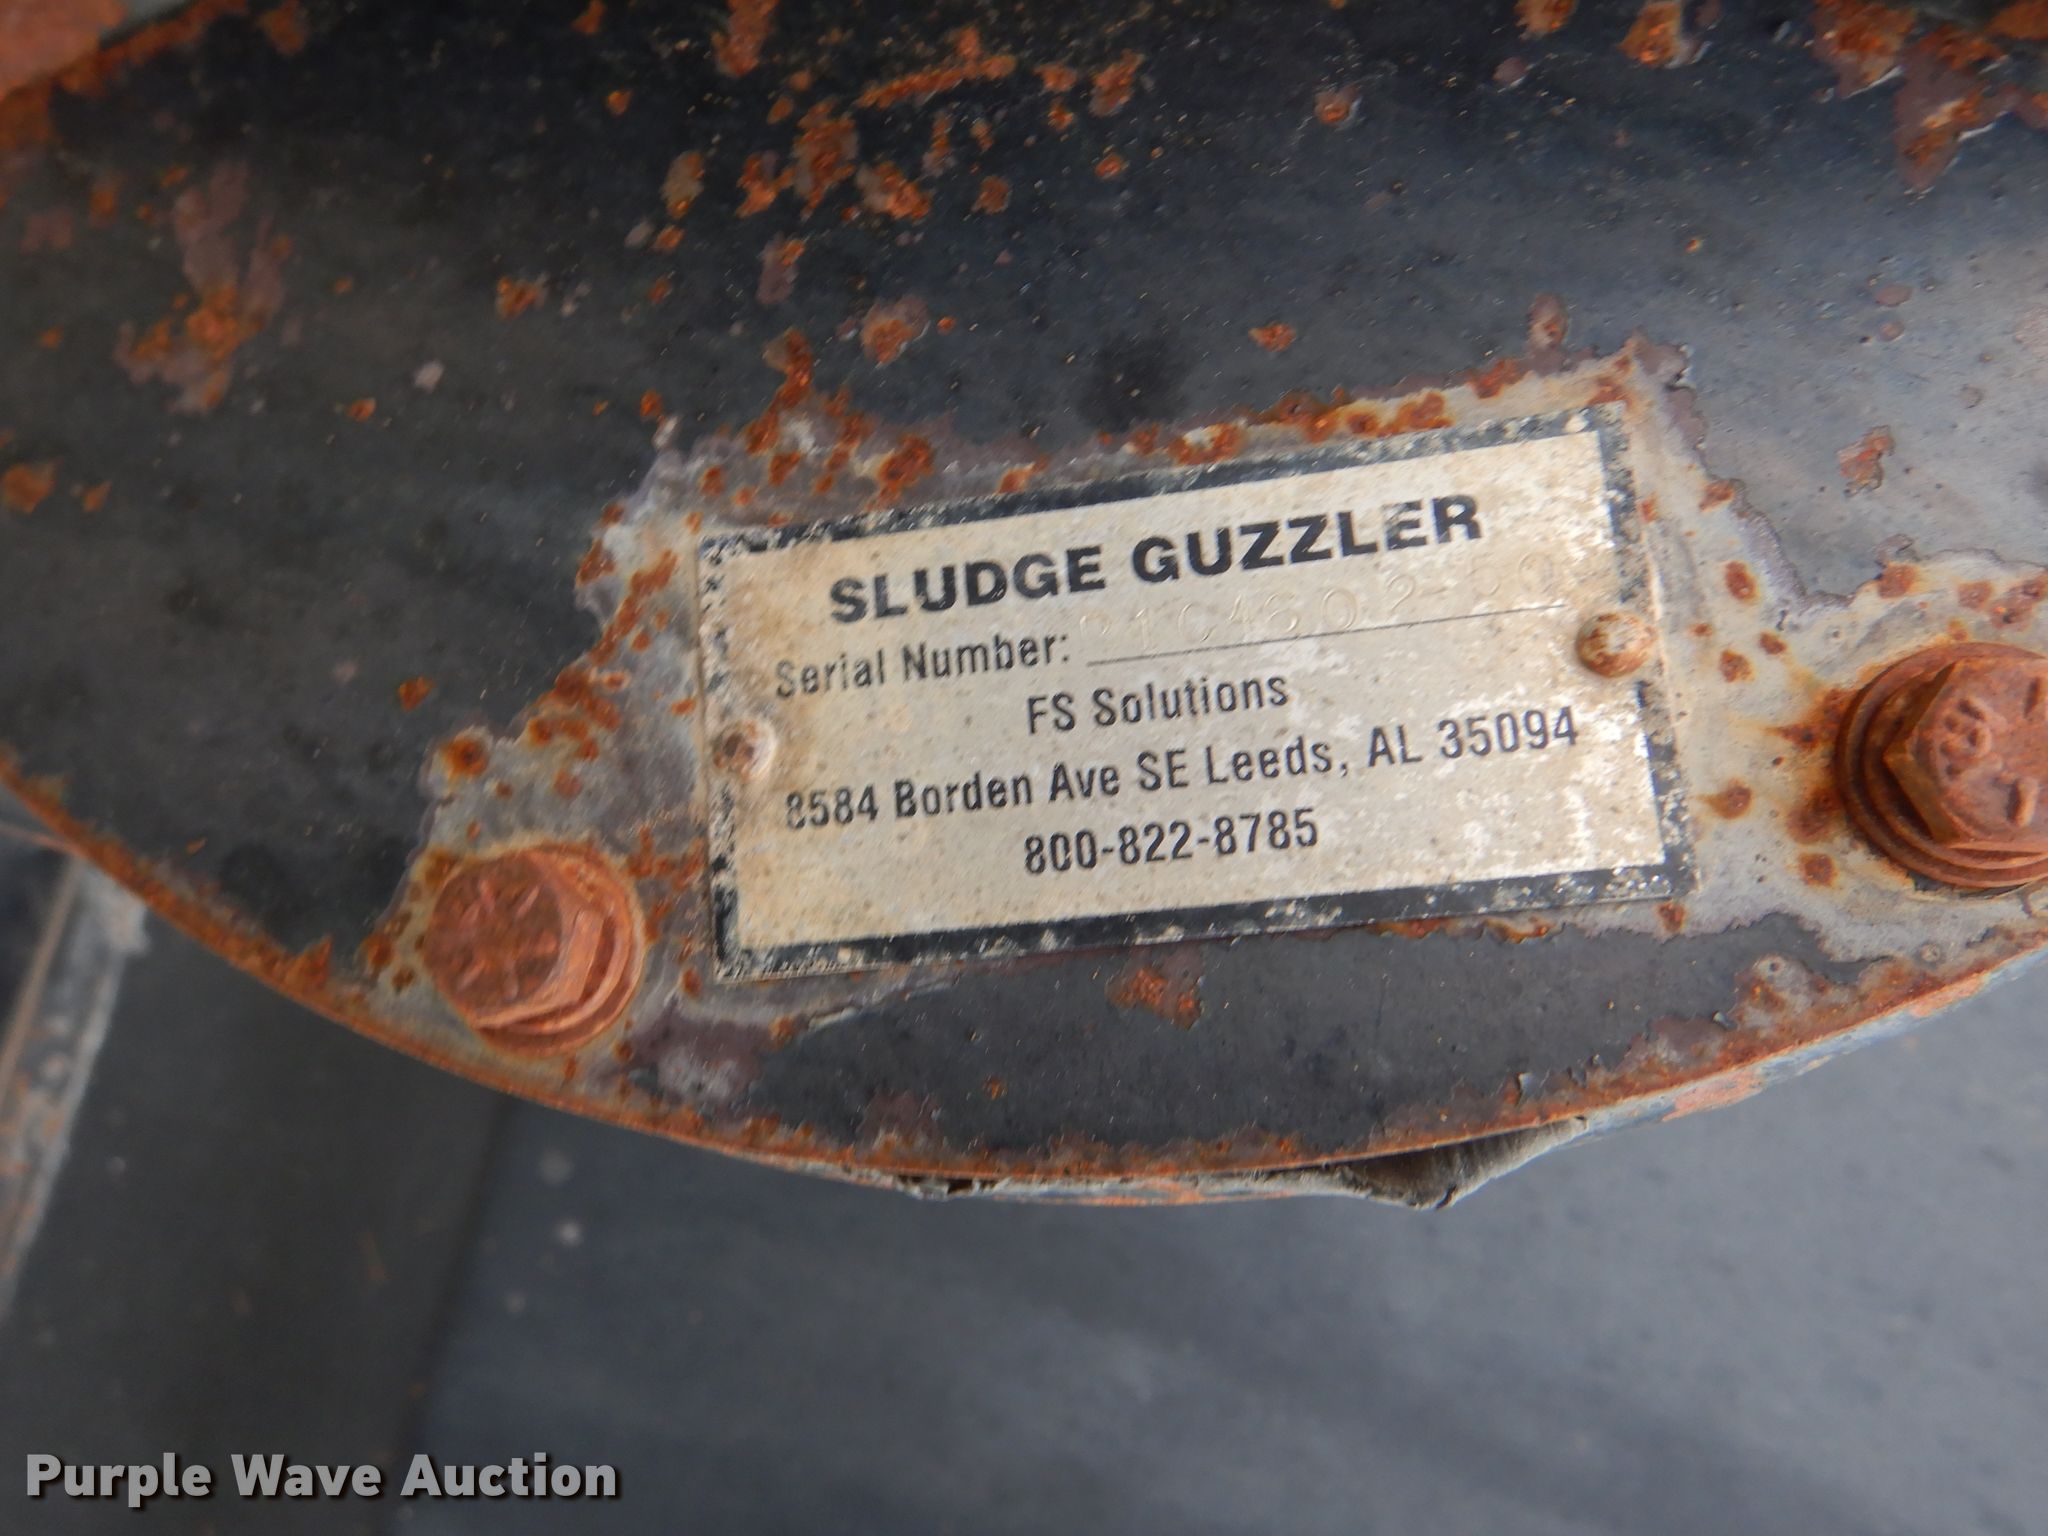 SLUDGE GUZZLER
Serial Number:
FS Solutions
8584 Borden Ave SE Leeds, AL 35094
800-822-8785
Purple Wave Auction